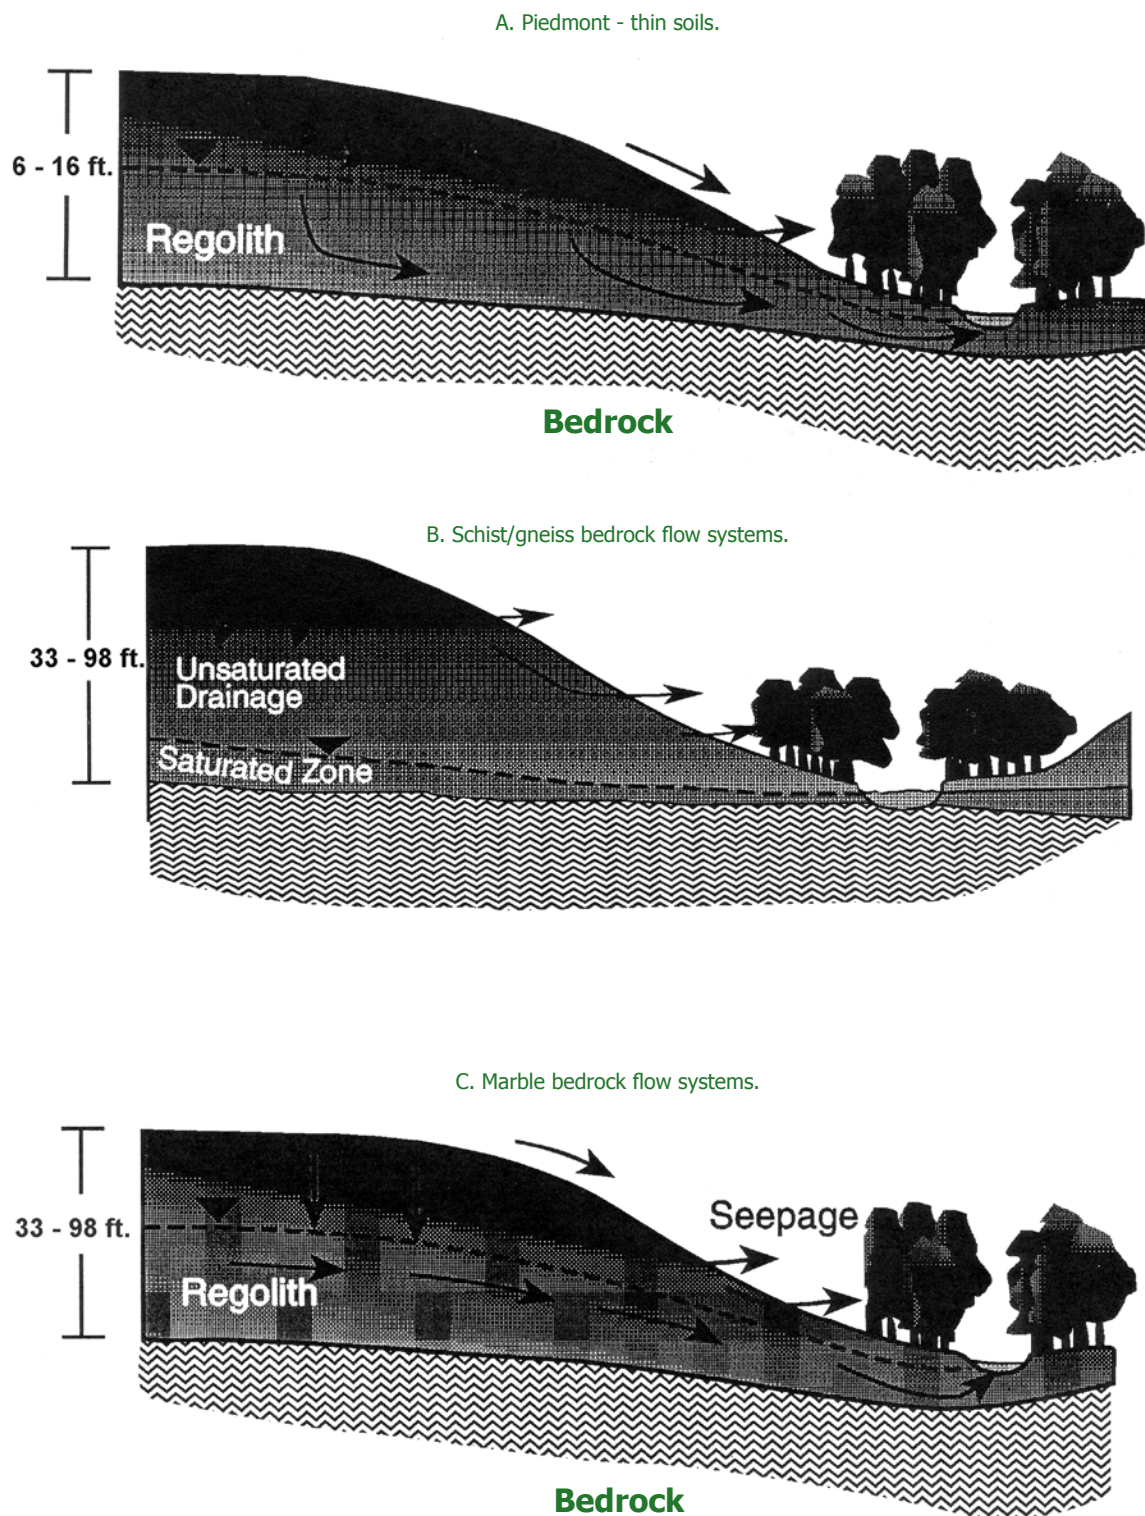 A. Piedmont - thin soils.
6 - 16 ft.
Regolith
Bedrock
B. Schist/gneiss bedrock flow systems.
33 - 98 ft.
Unsaturated
Drainage
Saturated Zone
C. Marble bedrock flow systems.
33 - 98 ft.
Seepage
Regolith
Bedrock